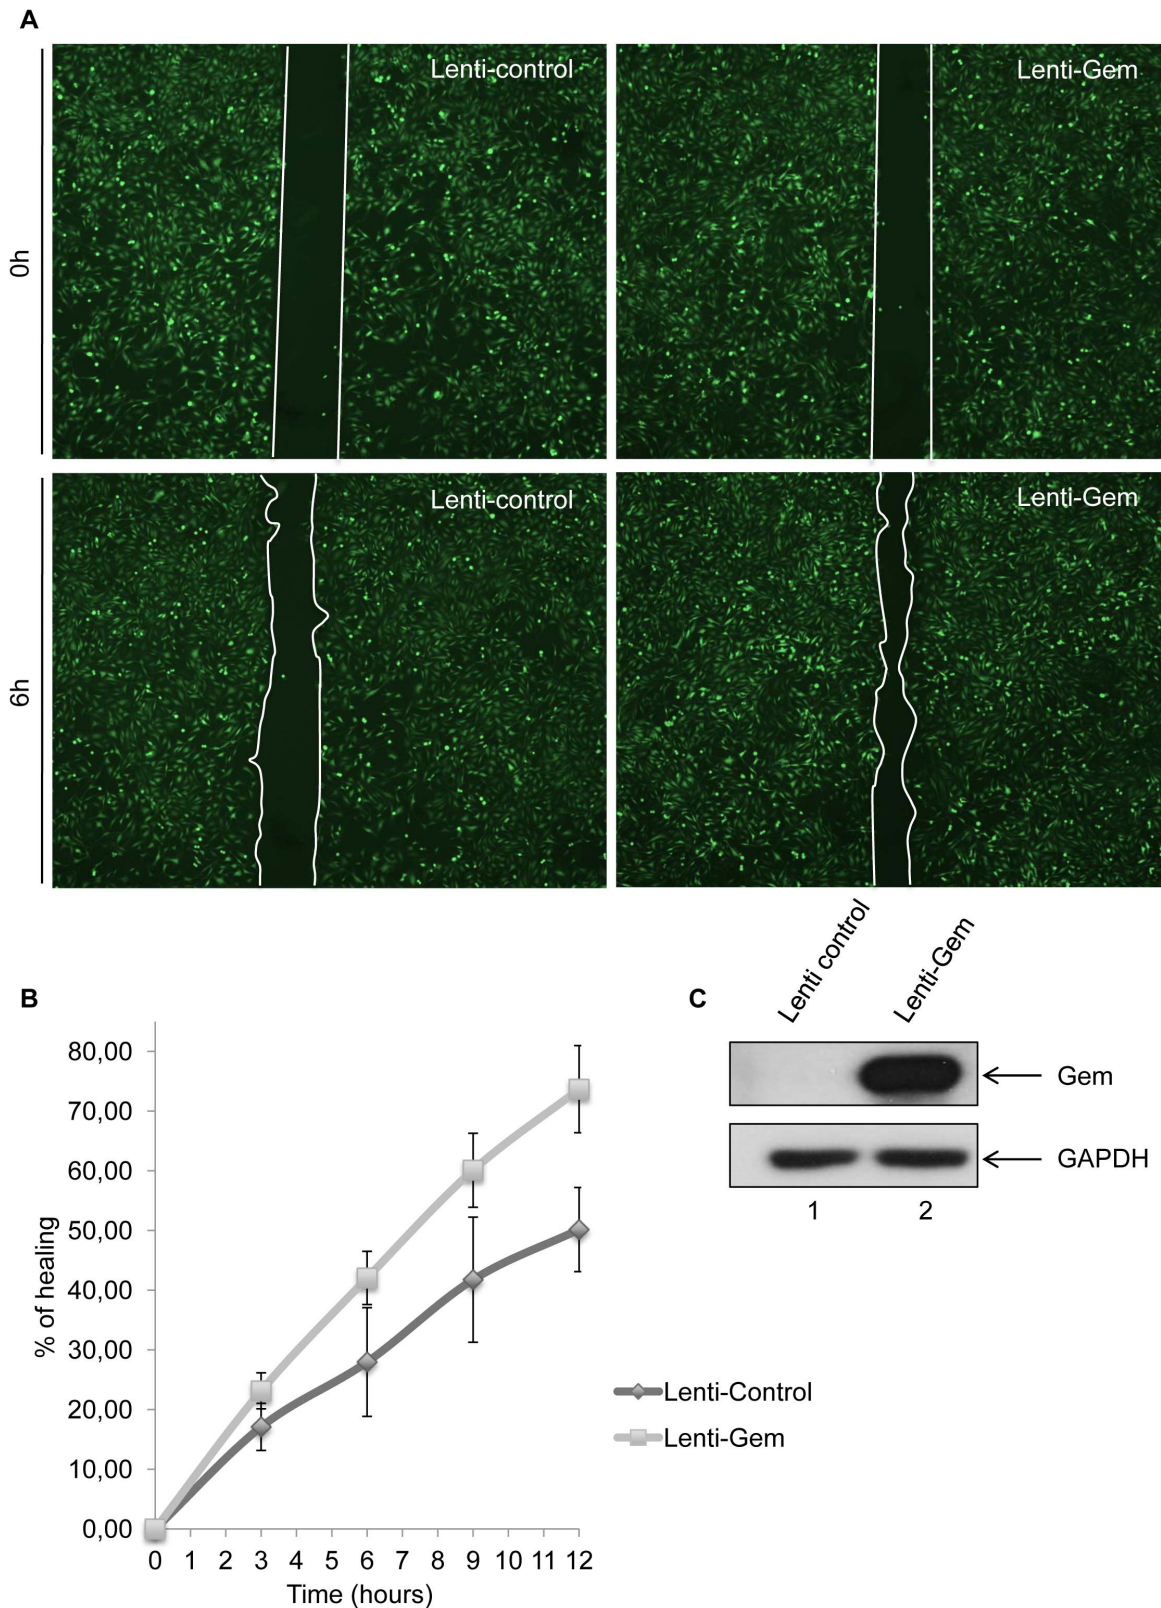 A
Lenti-control
Lenti-Gem
0h
Lenti-control
Lenti-Gem
6h
B
80,00
70,00
60,00
50,00
40,00
30,00
20,00
10,00
0,00
% of healing
0 1 2 3 4 5 6 7 8 9 10 11 12
Time (hours)
Lenti-Control
Lenti-Gem
C
Lenti control
Lenti-Gem
Gem
GAPDH
1 2